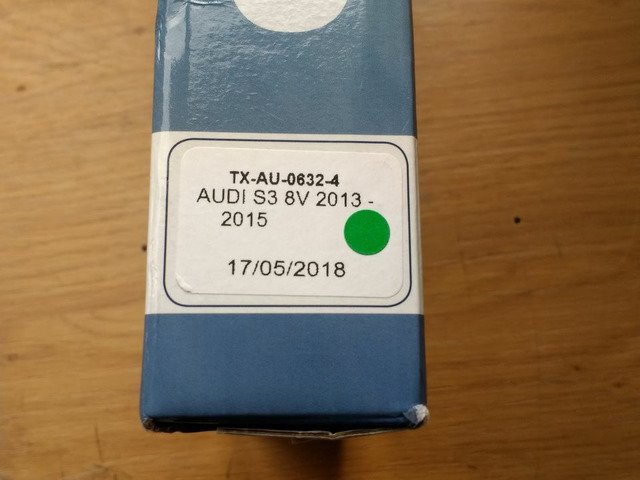 TX-AU-0632-4
AUDI S3 8V 2013 -
2015
17/05/2018